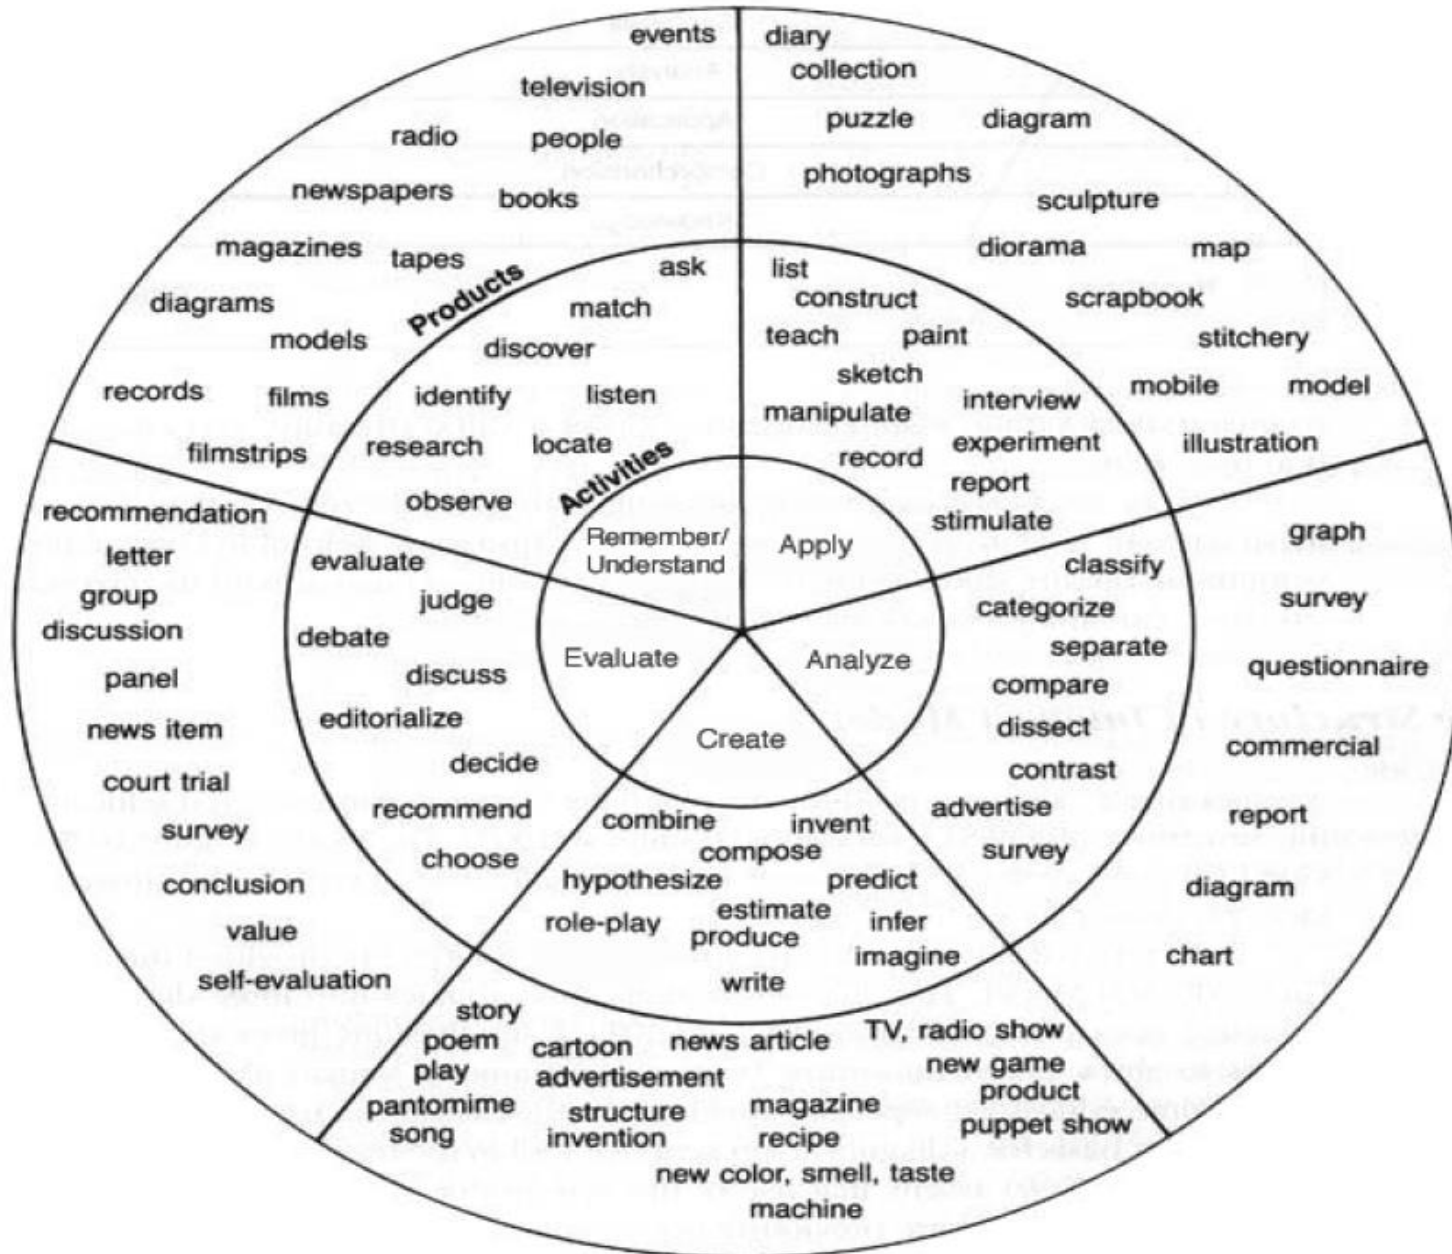 events
television
radio people
newspapers books
magazines tapes
diagrams
models
records films
filmstrips
Products
ask
match
discover
identify listen
research locate
observe
Activities
Remember/
Understand
diary
collection
puzzle diagram
photographs
sculpture
diorama map
scrapbook
stitchery
mobile model
illustration
list
construct
teach paint
sketch
manipulate interview
experiment
record
report
stimulate
Apply
graph
survey
questionnaire
commercial
report
diagram
chart
classify
categorize
separate
compare
dissect
contrast
advertise
survey
Analyze
Create
combine invent
compose
hypothesize predict
estimate infer
role-play
produce
imagine
write
story
poem
play
pantomime
song
cartoon news article
advertisement
structure magazine
invention recipe
TV, radio show
new game
product
puppet show
new color, smell, taste
machine
Evaluate
evaluate
judge
debate
discuss
editorialize
decide
recommend
choose
recommendation
letter
group
discussion
panel
news item
court trial
survey
conclusion
value
self-evaluation